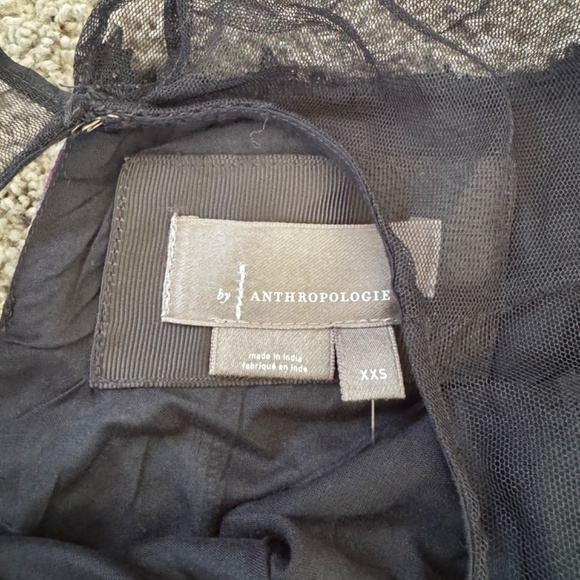 by ANTHROPOLOGIE
made in India
fabriqué en Inde
XXS